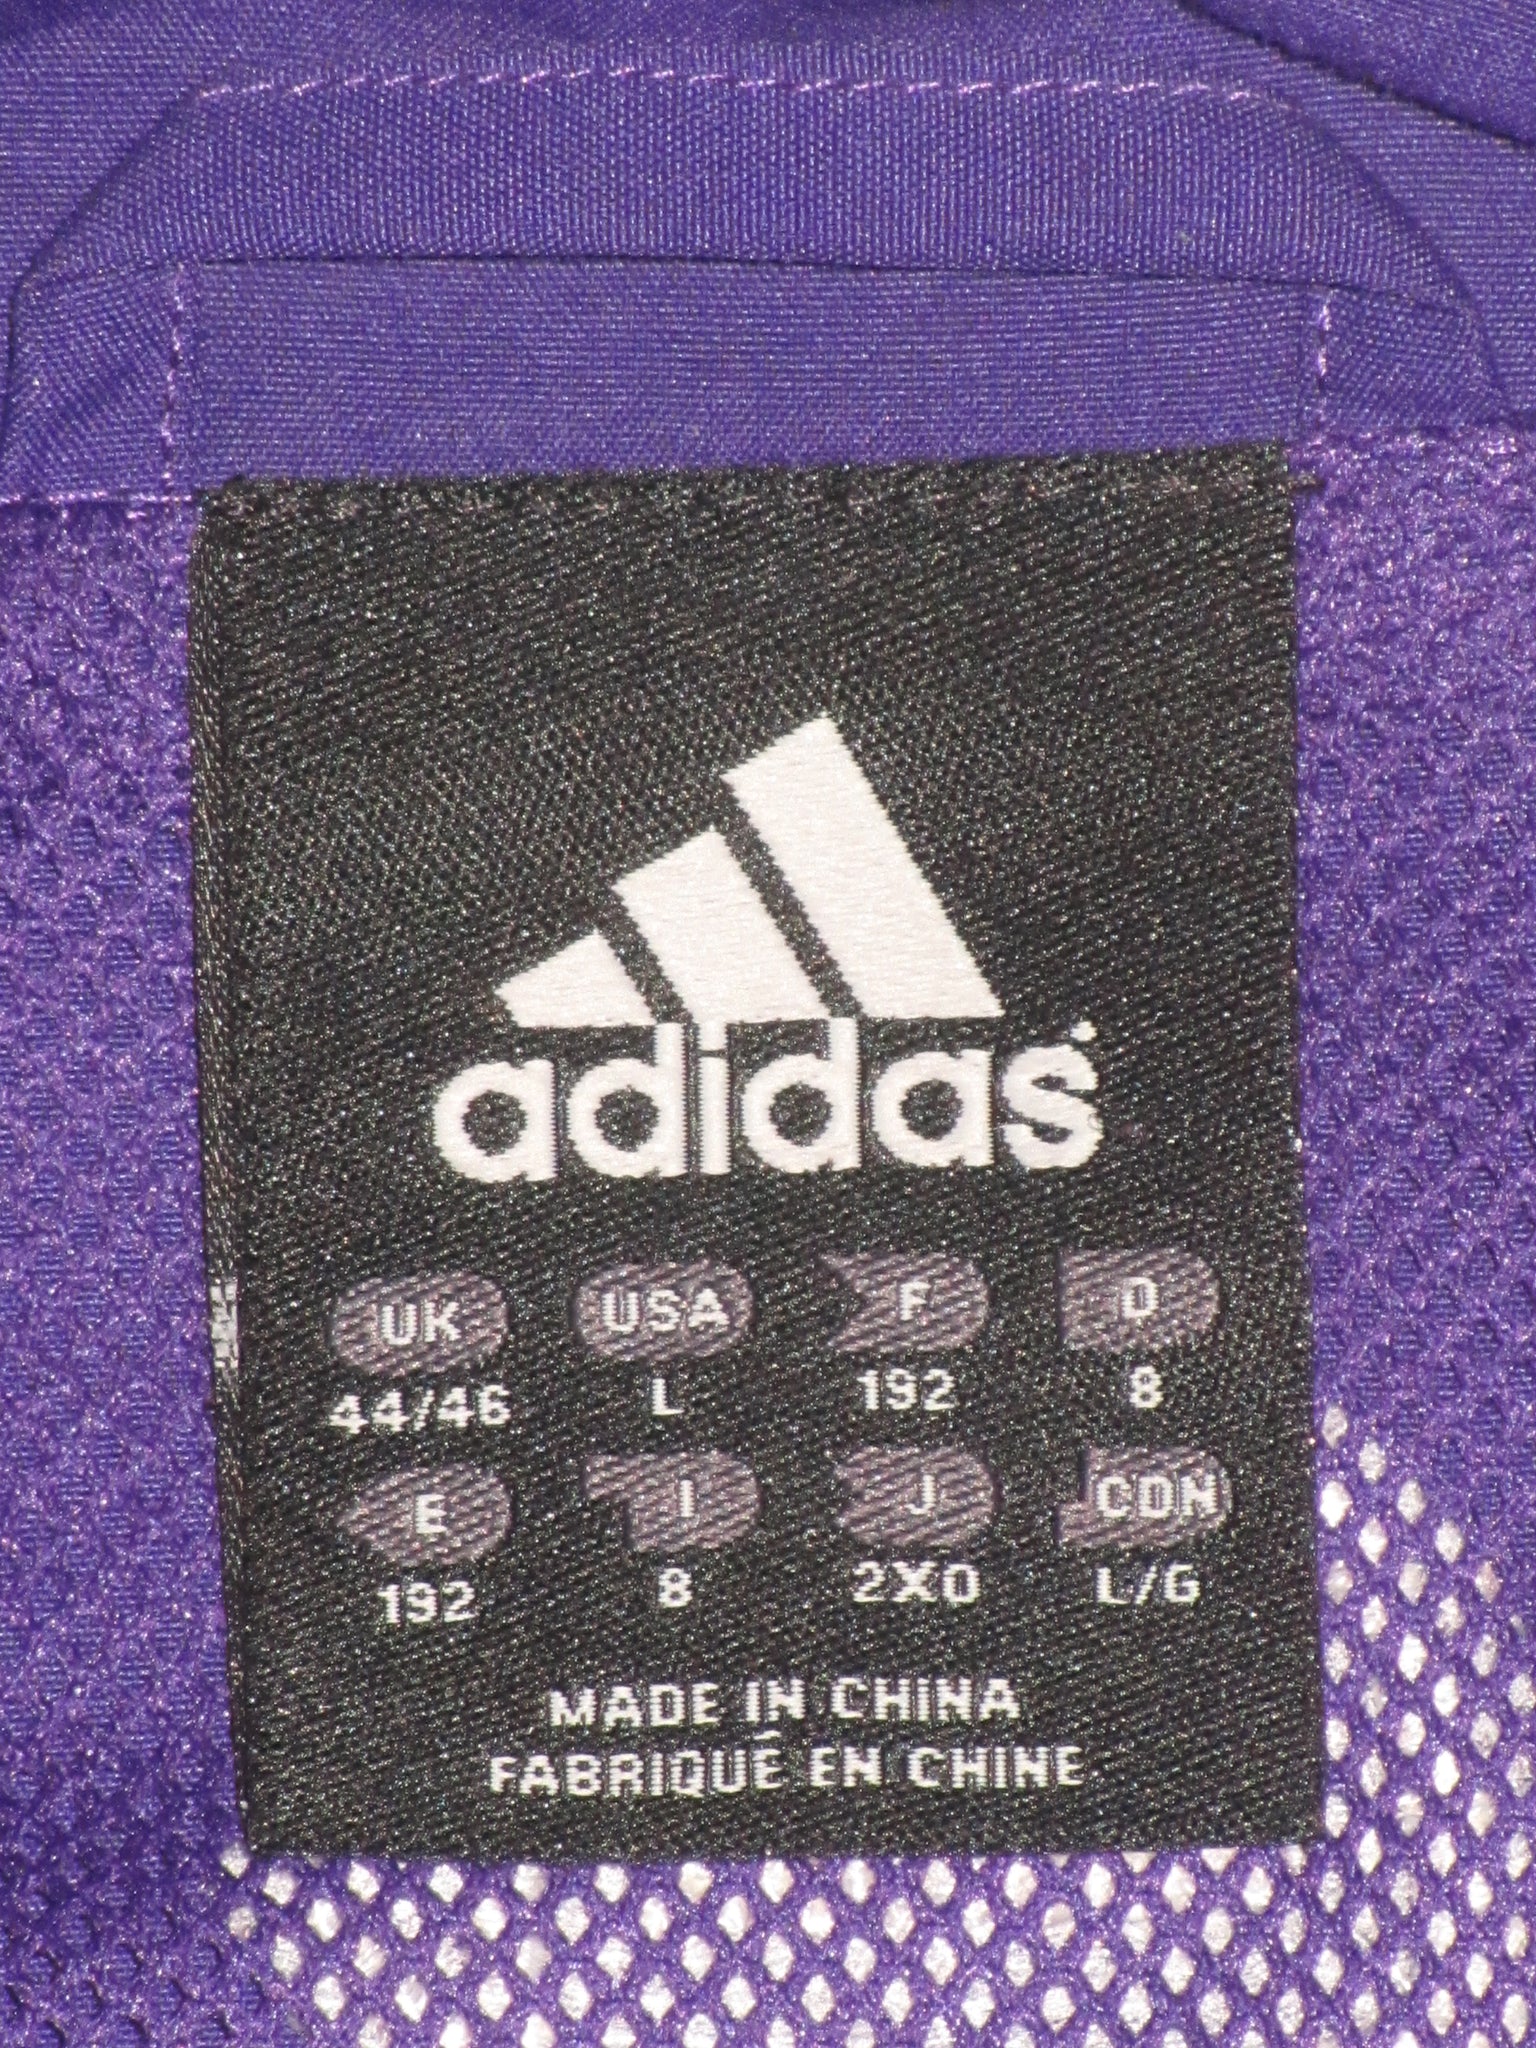 adidas
UK USA F D
44/46 L 192 8
E I J CDN
192 8 2XO L/G
MADE IN CHINA
FABRIQUÉ EN CHINE